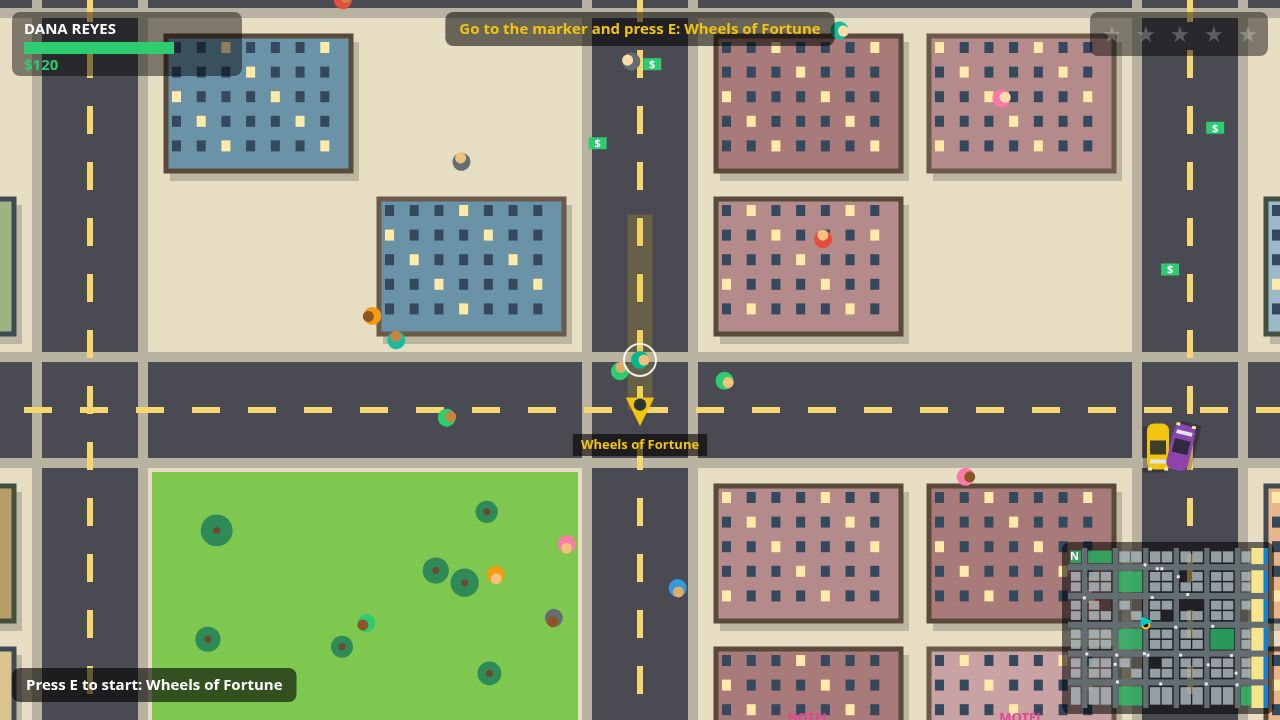 DANA REYES
$120
Go to the marker and press E: Wheels of Fortune
$
$
$
$
Wheels of Fortune
N
Press E to start: Wheels of Fortune
HOTEL
MOTEL